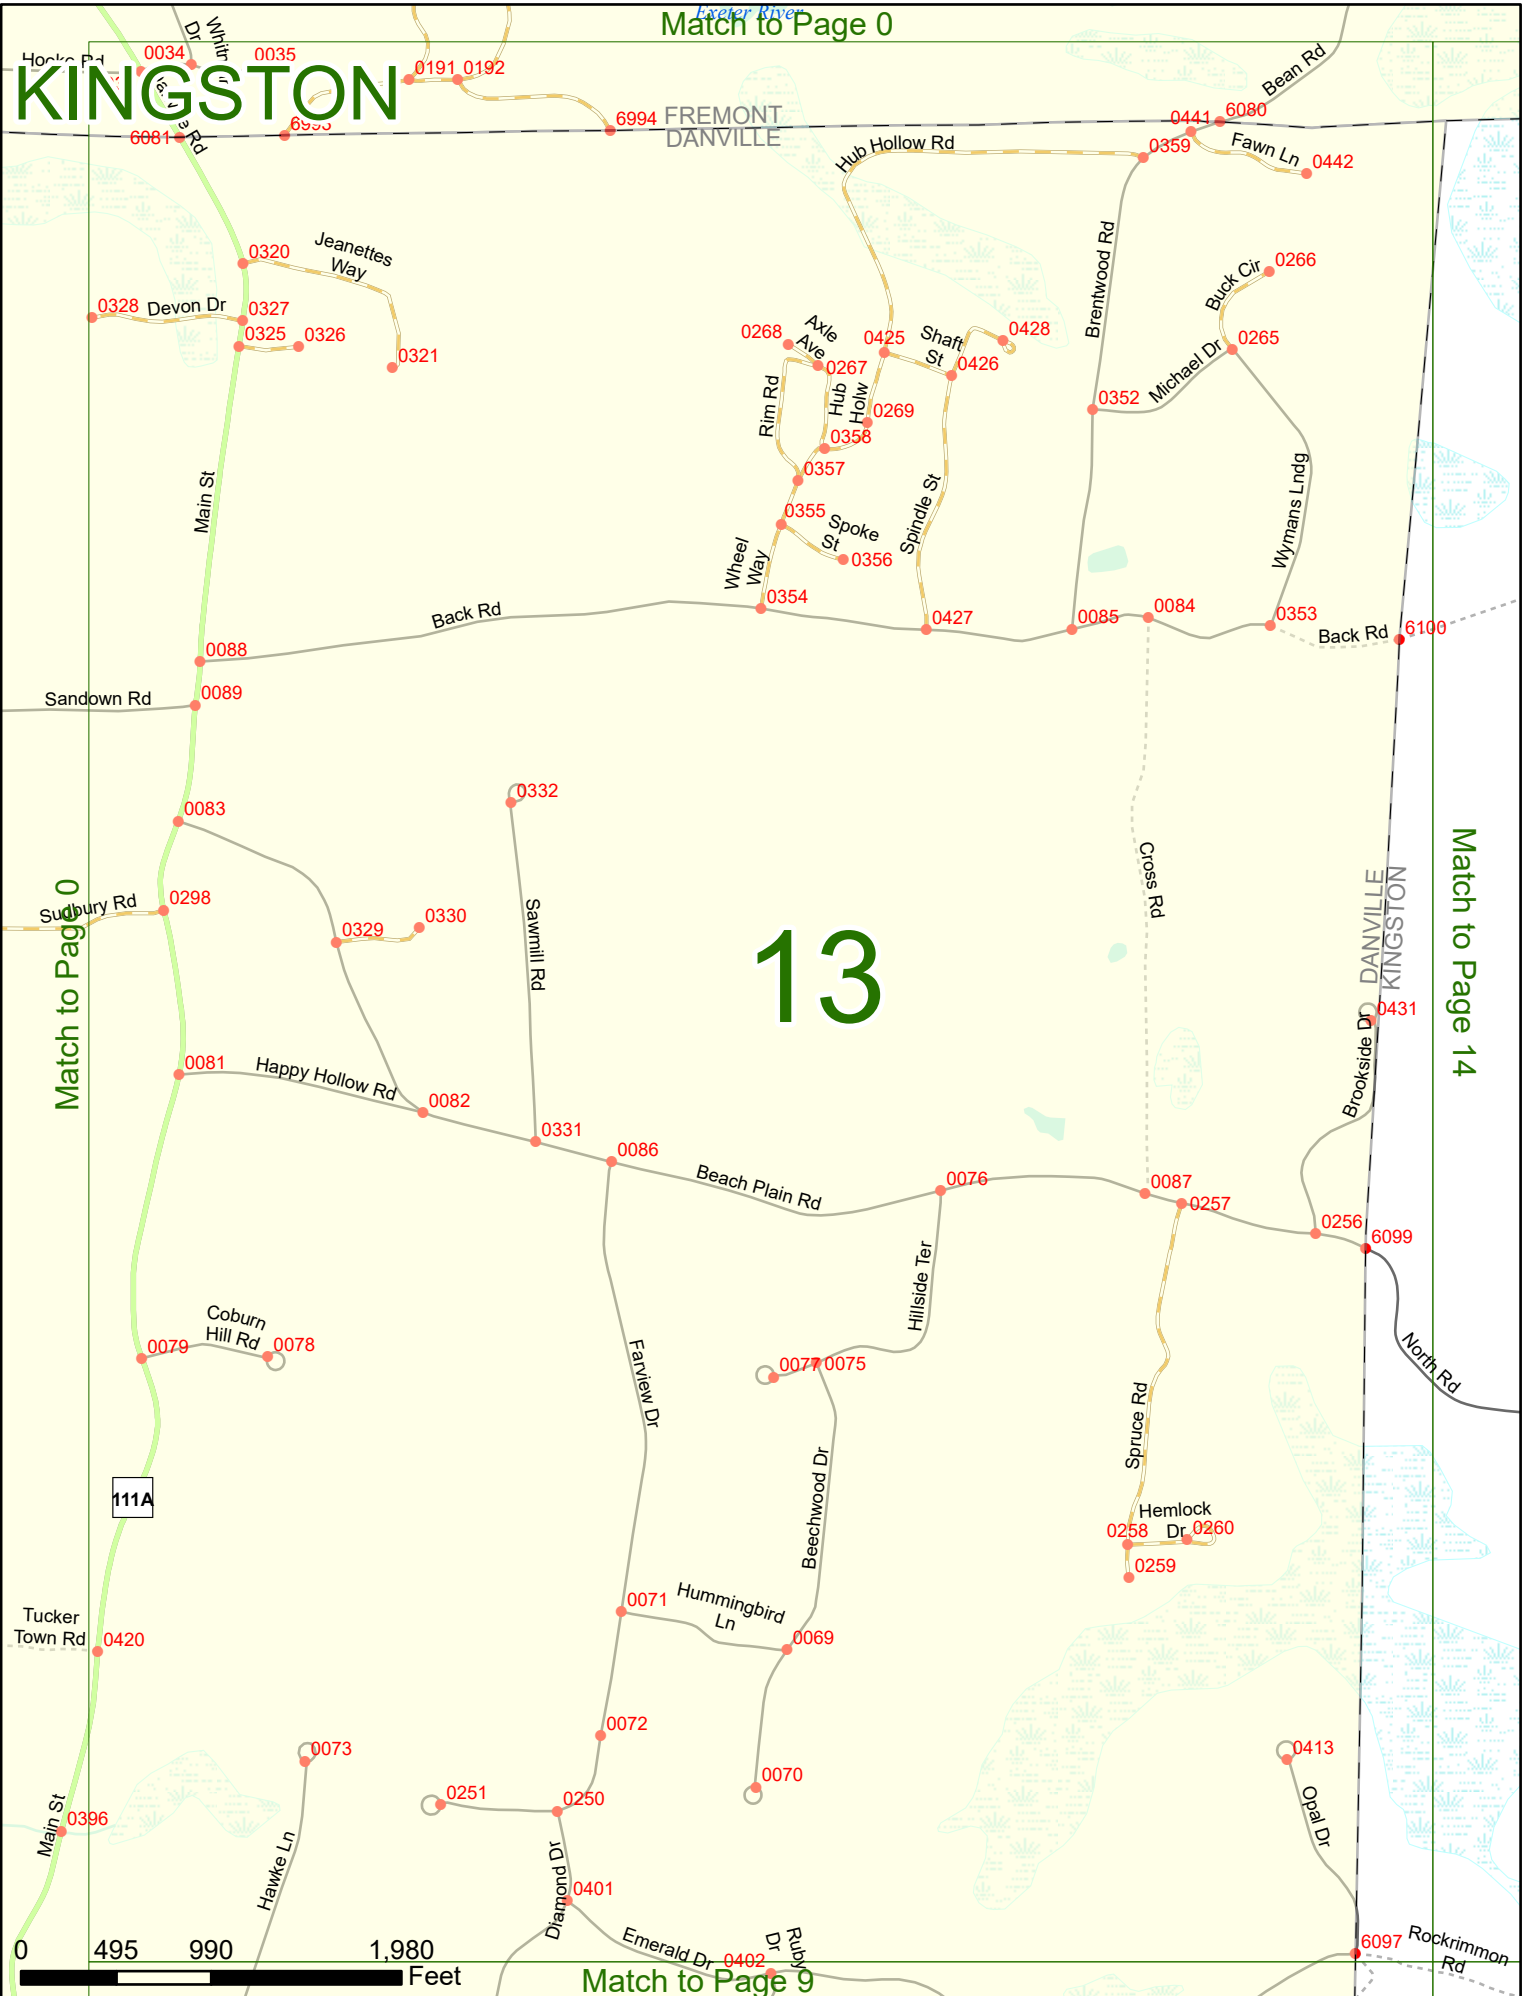 Exeter River
Match to Page 0
KINGSTON
Dr
0034
0035
0191
0192
Bean Rd
6081
6993
6994
FREMONT
DANVILLE
Hub Hollow Rd
0441
6080
0359
Fawn Ln
0442
0320
Jeanettes
Way
0328
Devon Dr
0327
0325
0326
0321
Brentwood Rd
Buck Cir
0266
0268
Axle
Ave
0267
0425
Shaft
St
0428
0426
0265
Michael Dr
0352
Rim Rd
Hub
Holw
0269
0358
0357
Main St
0355
Spoke
St
0356
Spindle St
Wymans Lndg
Wheel
Way
0354
Back Rd
0427
0085
0084
0353
Back Rd
6100
0088
0089
Sandown Rd
0332
0083
Cross Rd
Match to Page 14
Match to Page 0
Sudbury Rd
0298
0329
0330
Sawmill Rd
13
DANVILLE
KINGSTON
0431
Brookside Dr
0081
Happy Hollow Rd
0082
0331
0086
Beach Plain Rd
0076
0087
0257
0256
6099
Hillside Ter
Coburn
Hill Rd
0079
0078
Farview Dr
0077
0075
North Rd
Spruce Rd
Beechwood Dr
111A
Hemlock
Dr
0258
0260
0259
0071
Hummingbird
Ln
0069
Tucker
Town Rd
0420
0072
0073
0070
0413
0251
0250
Opal Dr
Main St
0396
Hawke Ln
Diamond Dr
0401
Emerald Dr
0402
Ruby
Dr
6097
Rockrimmon
Rd
0
495
990
1,980
Feet
Match to Page 9